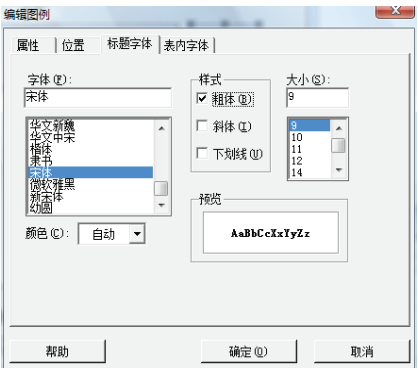 编辑图例
属性 位置 标题字体 表内字体
字体(F):
宋体
华文新魏
华文中宋
楷体
隶书
宋体
微软雅黑
新宋体
幼圆
颜色(C): 自动
样式
粗体(B)
斜体(I)
下划线(U)
大小(S):
9
9
10
11
12
14
预览
AaBbCcXxYyZz
帮助 确定(O) 取消